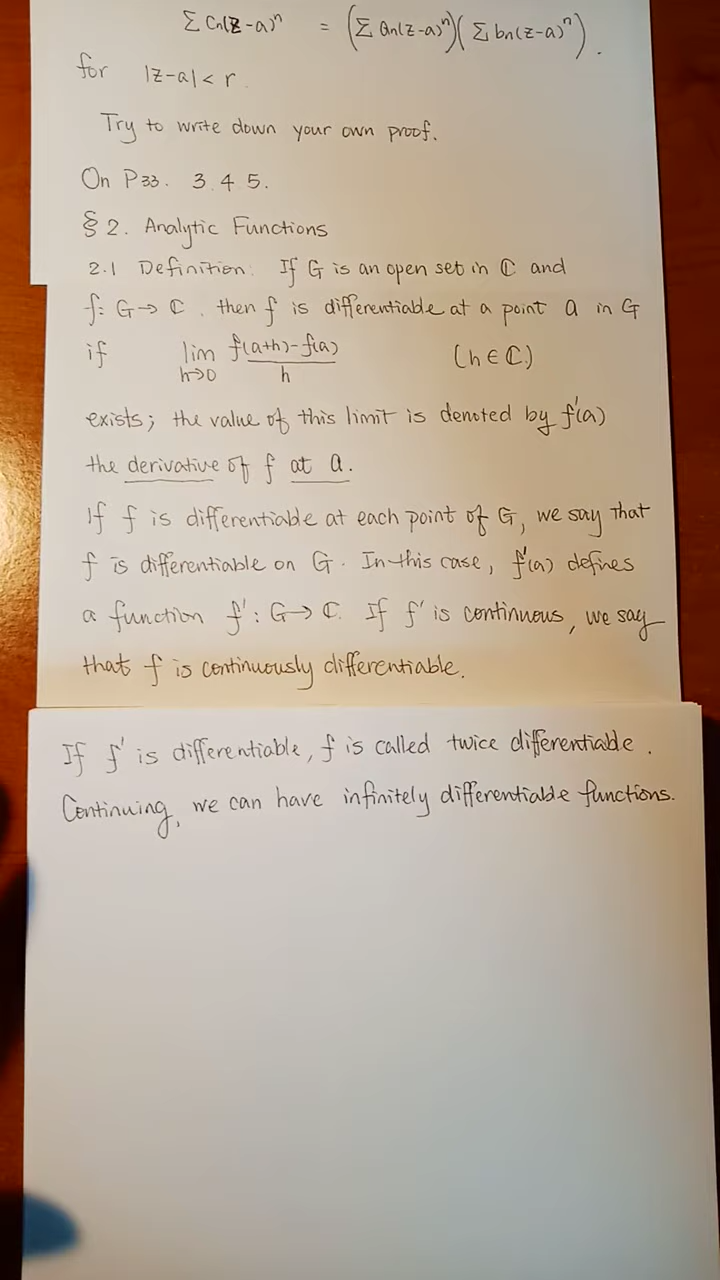 Σ Cn(z-a)ⁿ = (Σ an(z-a)ⁿ)(Σ bn(z-a)ⁿ).
for |z-a| < r.
Try to write down your own proof.
On P33. 3. 4 5.
§ 2. Analytic Functions
2.1 Definition: If G is an open set in ℂ and
f: G→ ℂ, then f is differentiable at a point a in G
if lim h→0 f(a+h)-f(a) / h (h∈ℂ)
exists; the value of this limit is denoted by f'(a)
the derivative of f at a.
If f is differentiable at each point of G, we say that
f is differentiable on G. In this case, f'(a) defines
a function f': G→ ℂ. If f' is continuous, we say
that f is continuously differentiable.
If f' is differentiable, f is called twice differentiable.
Continuing, we can have infinitely differentiable functions.